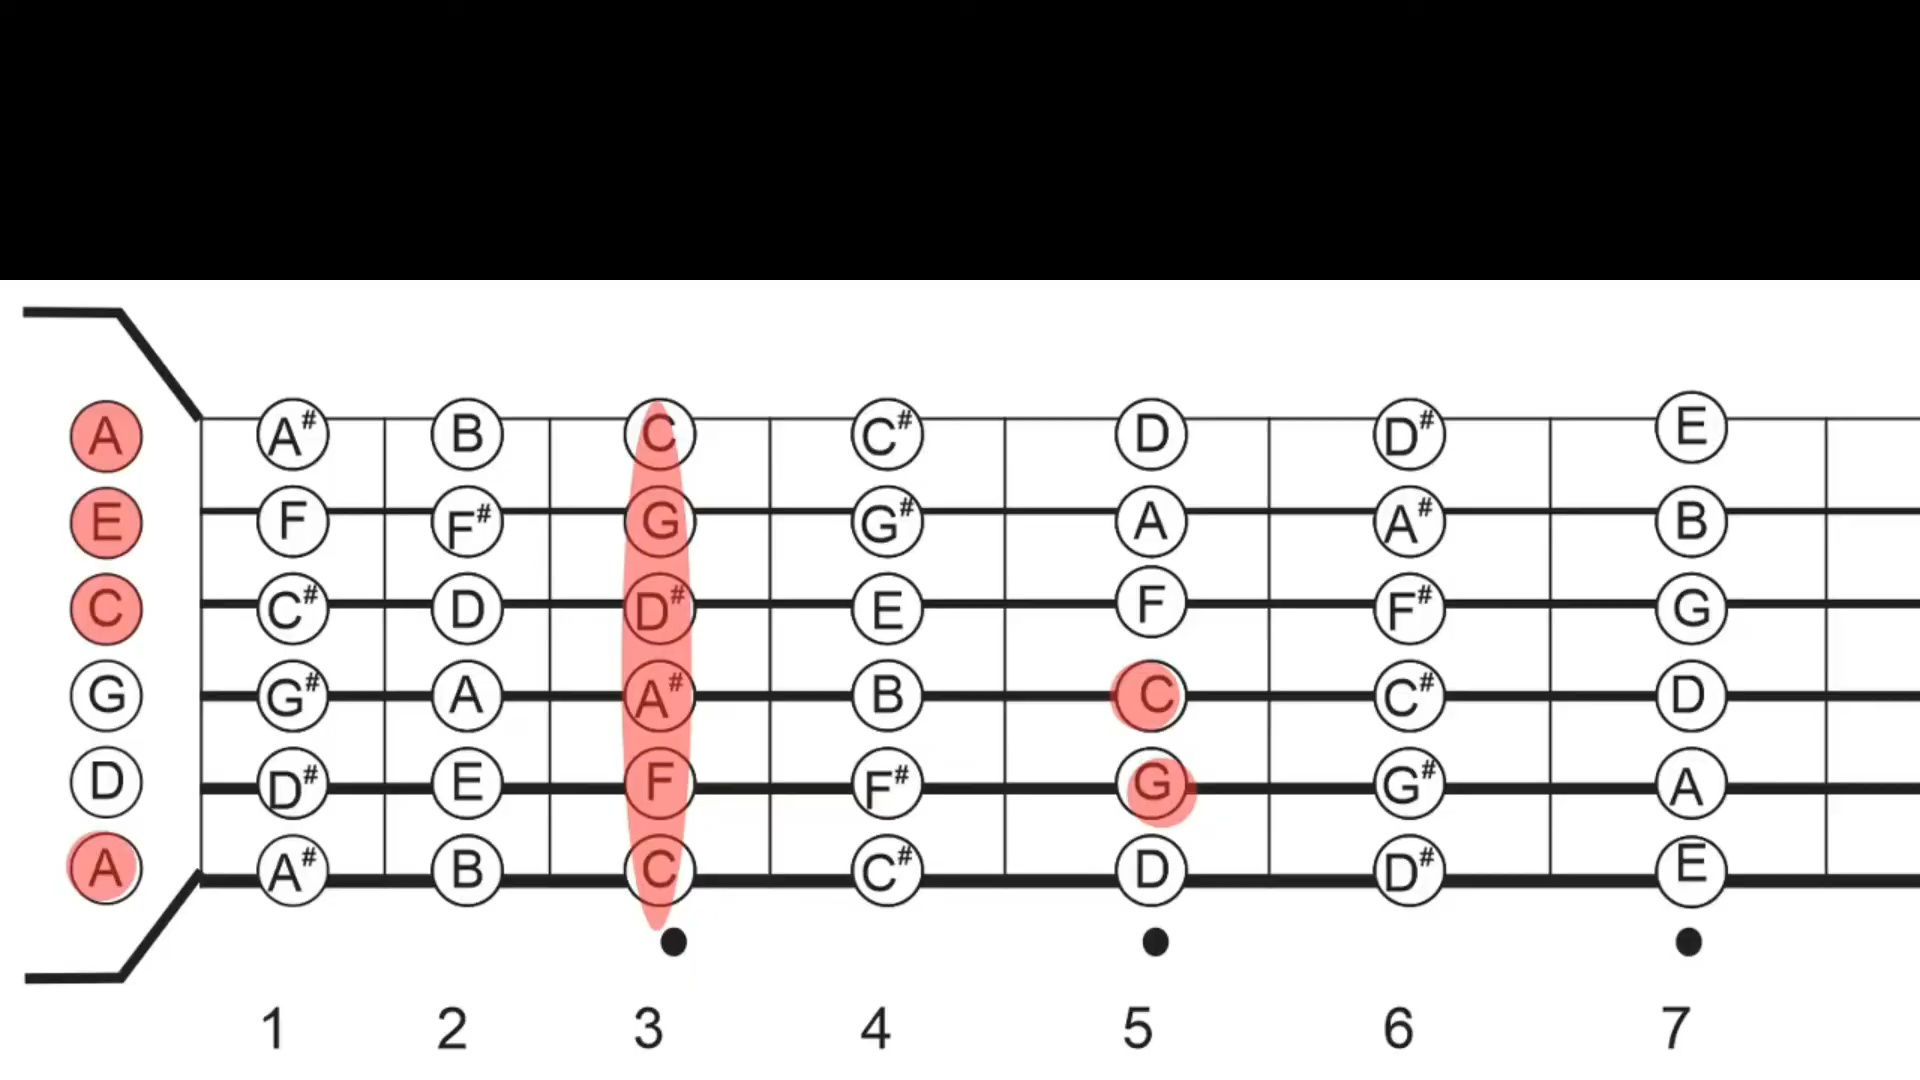 A A# B C C# D D# E
E F F# G G# A A# B
C C# D D# E F F# G
G G# A A# B C C# D
D D# E F F# G G# A
A A# B C C# D D# E
1 2 3 4 5 6 7